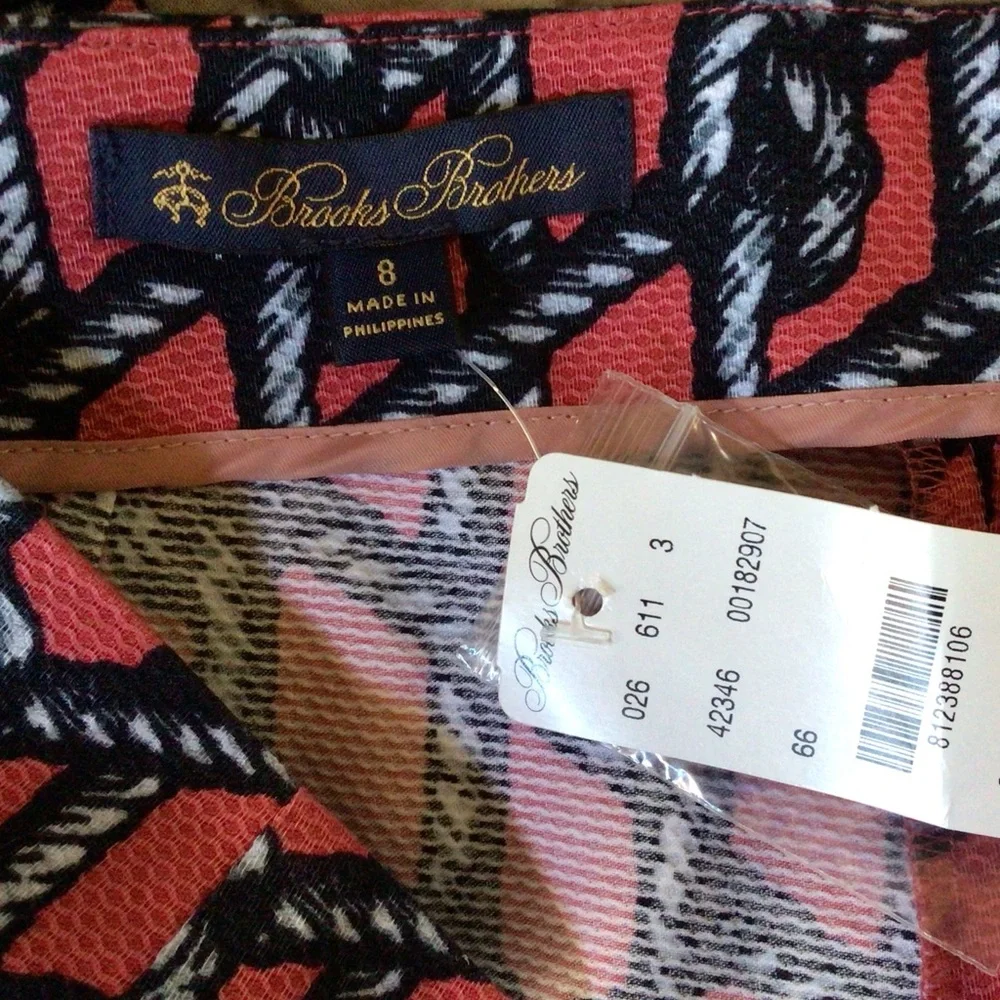 Brooks Brothers
8
MADE IN
PHILIPPINES
Brooks Brothers
026 611 3
42346 00182907
66
812388106